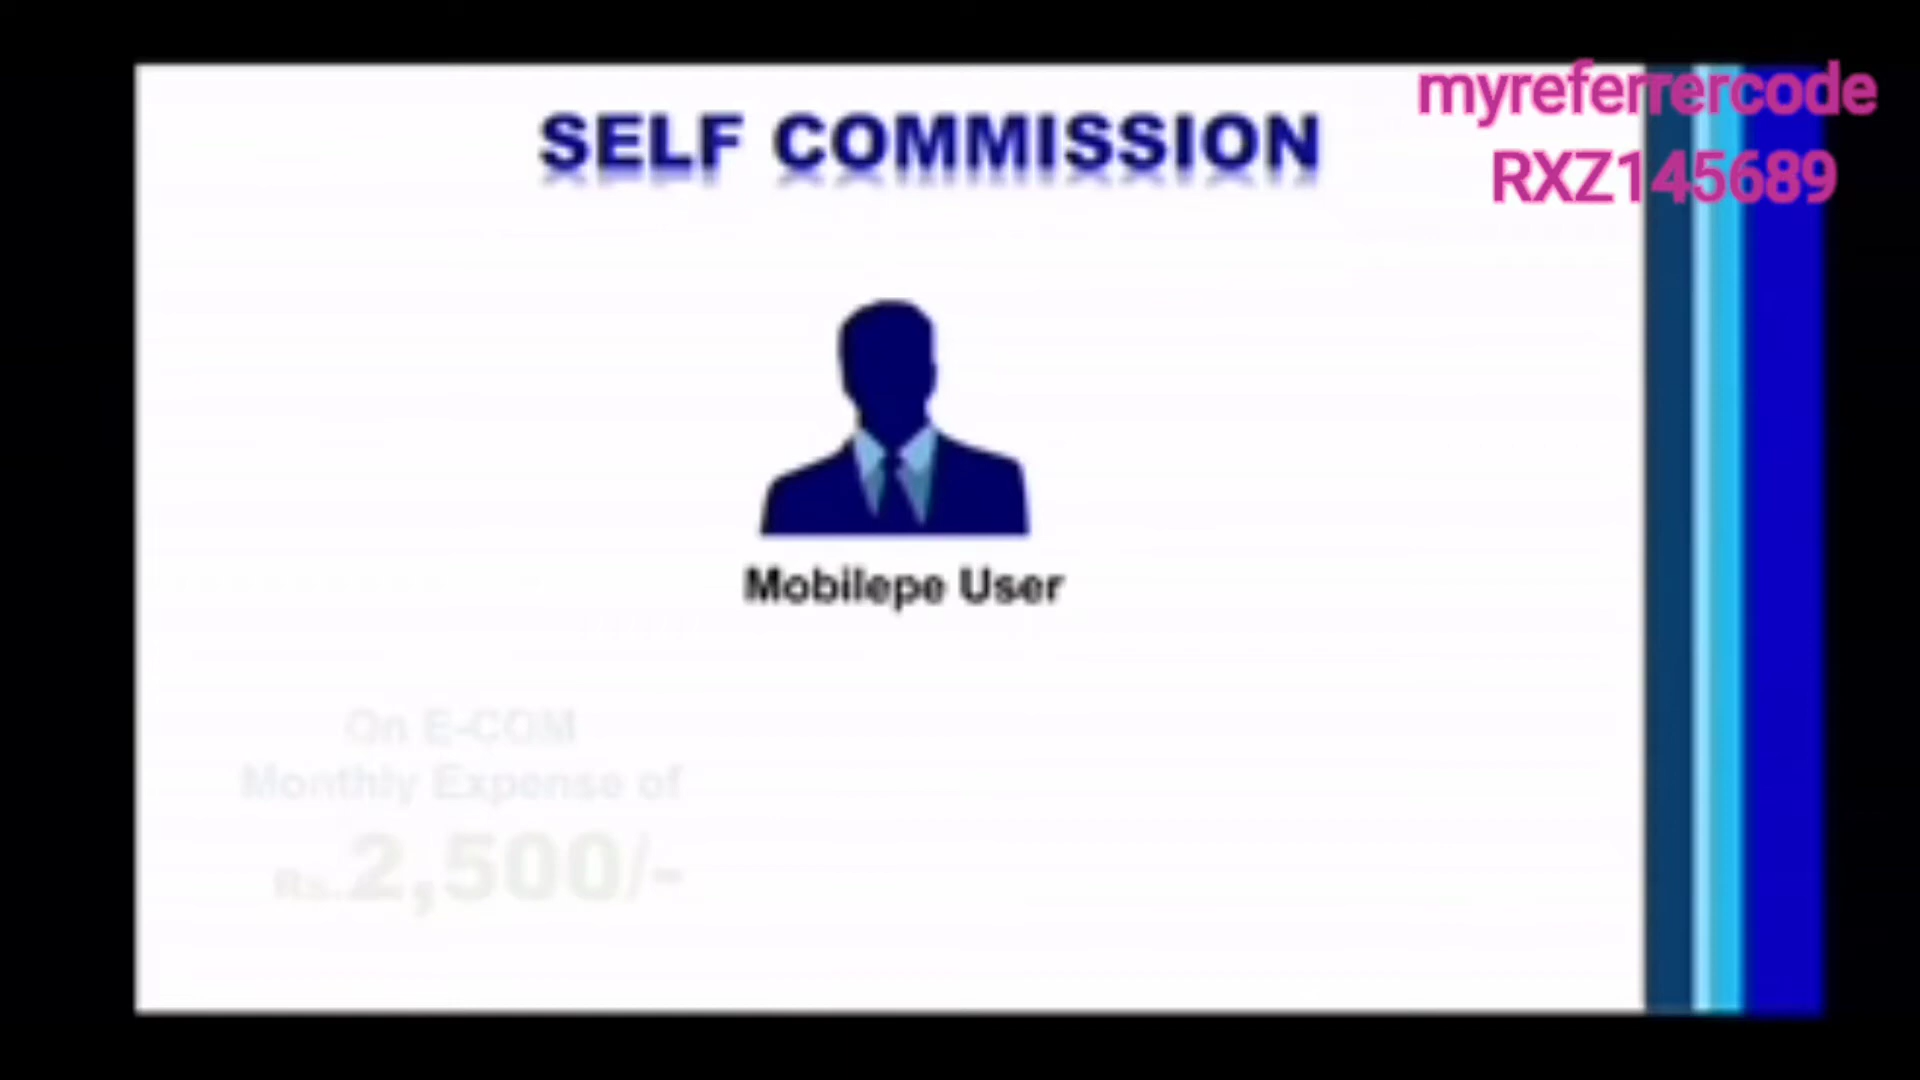 SELF COMMISSION
myreferrercode
RXZ145689
Mobilepe User
On E-COM
Monthly Expense of
Rs. 2,500/-